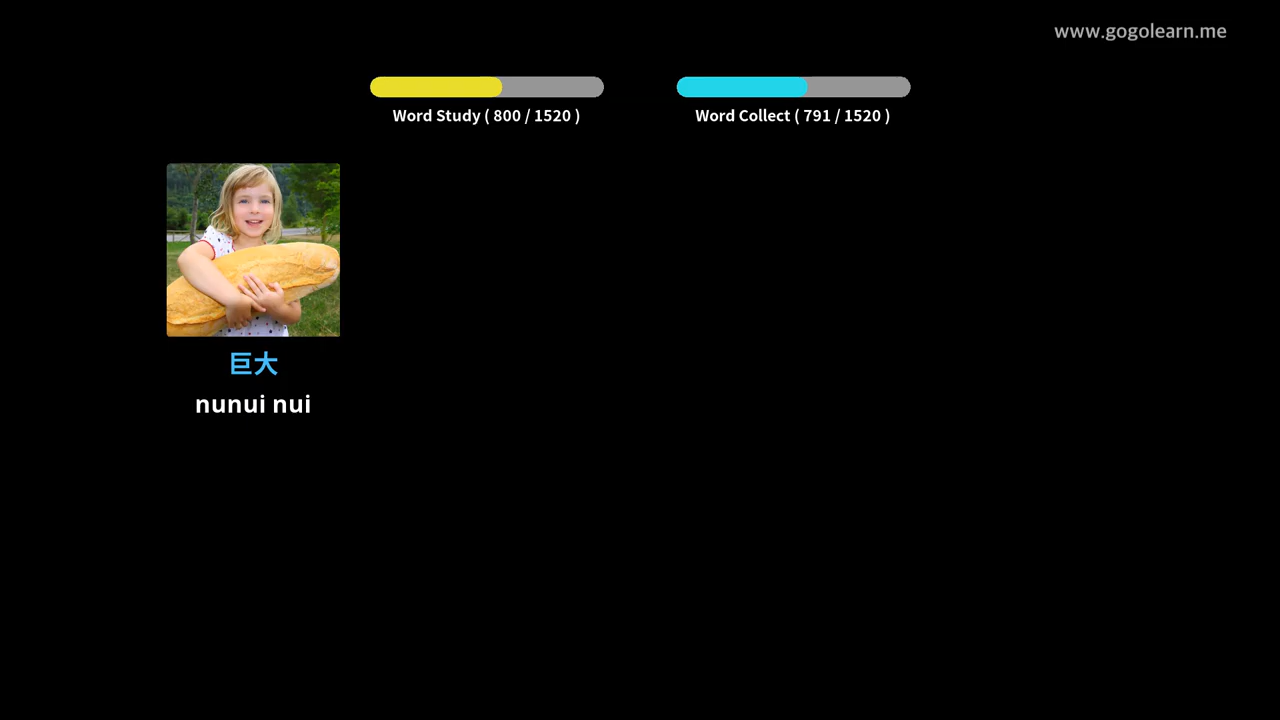 www.gogolearn.me
Word Study ( 800 / 1520 )
Word Collect ( 791 / 1520 )
巨大
nunui nui